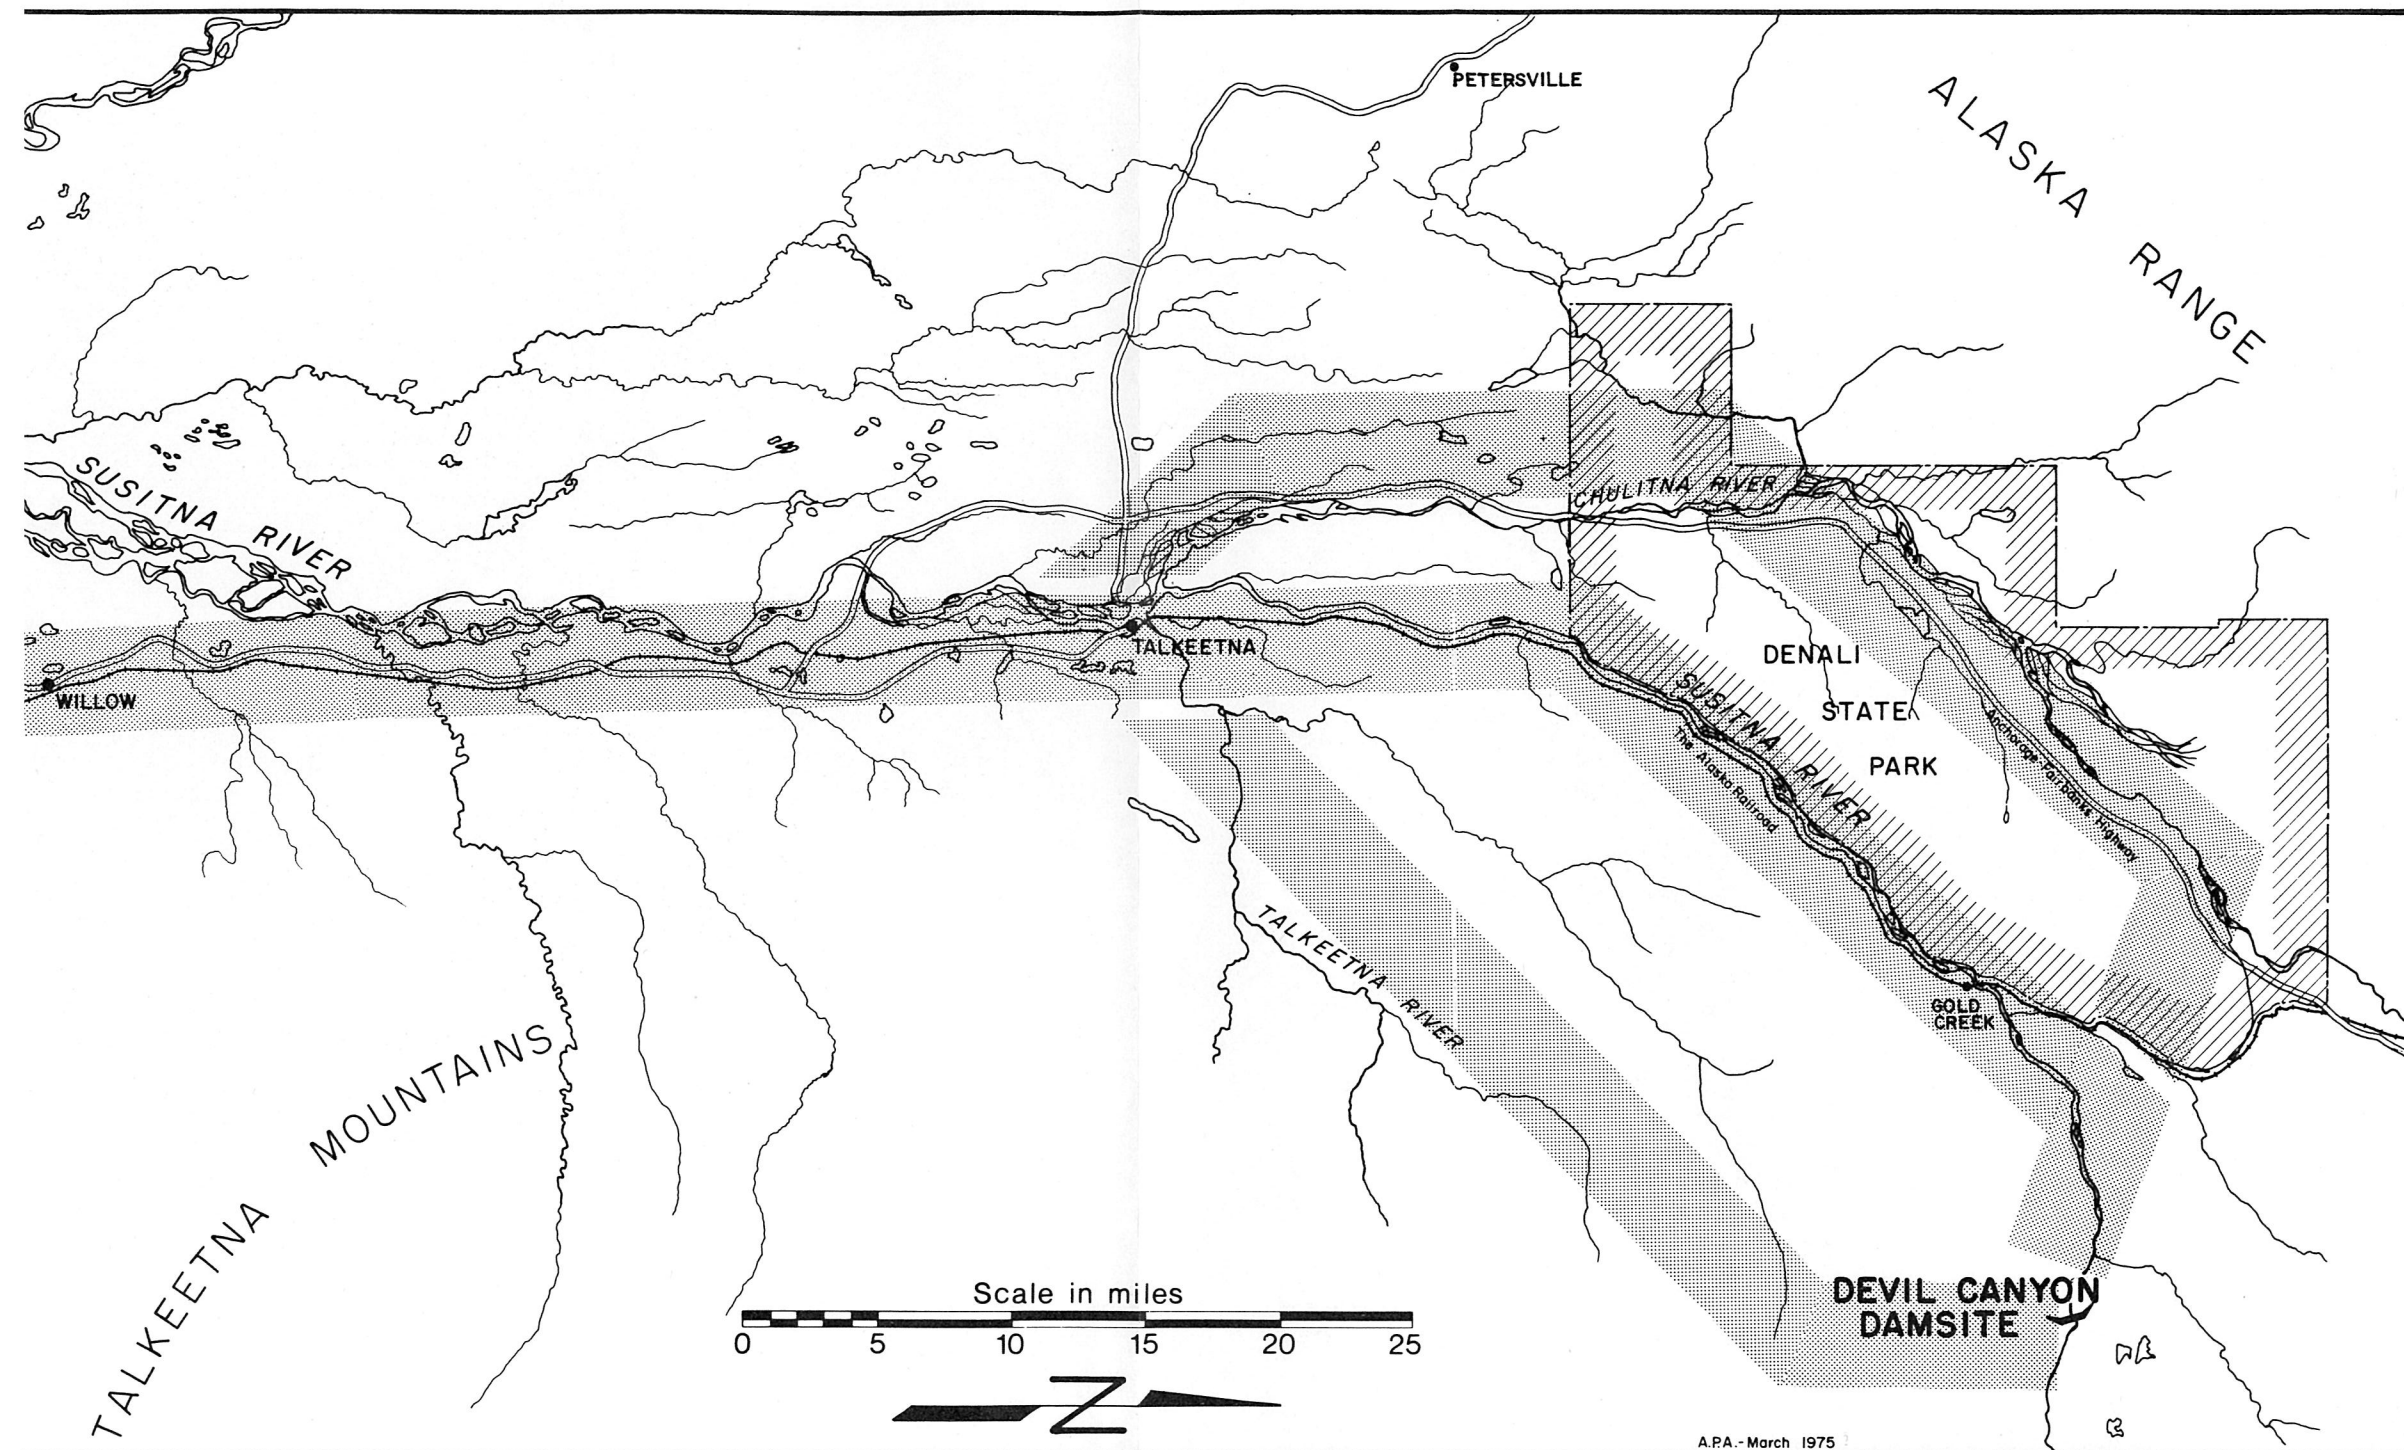 PETERSVILLE
ALASKA RANGE
SUSITNA RIVER
CHULITNA RIVER
TALKEETNA
WILLOW
DENALI
STATE
PARK
SUSITNA RIVER
The Alaska Railroad
Anchorage-Fairbanks Highway
TALKEETNA RIVER
GOLD
CREEK
TALKEETNA MOUNTAINS
DEVIL CANYON
DAMSITE
Scale in miles
0 5 10 15 20 25
N
A.P.A.-March 1975